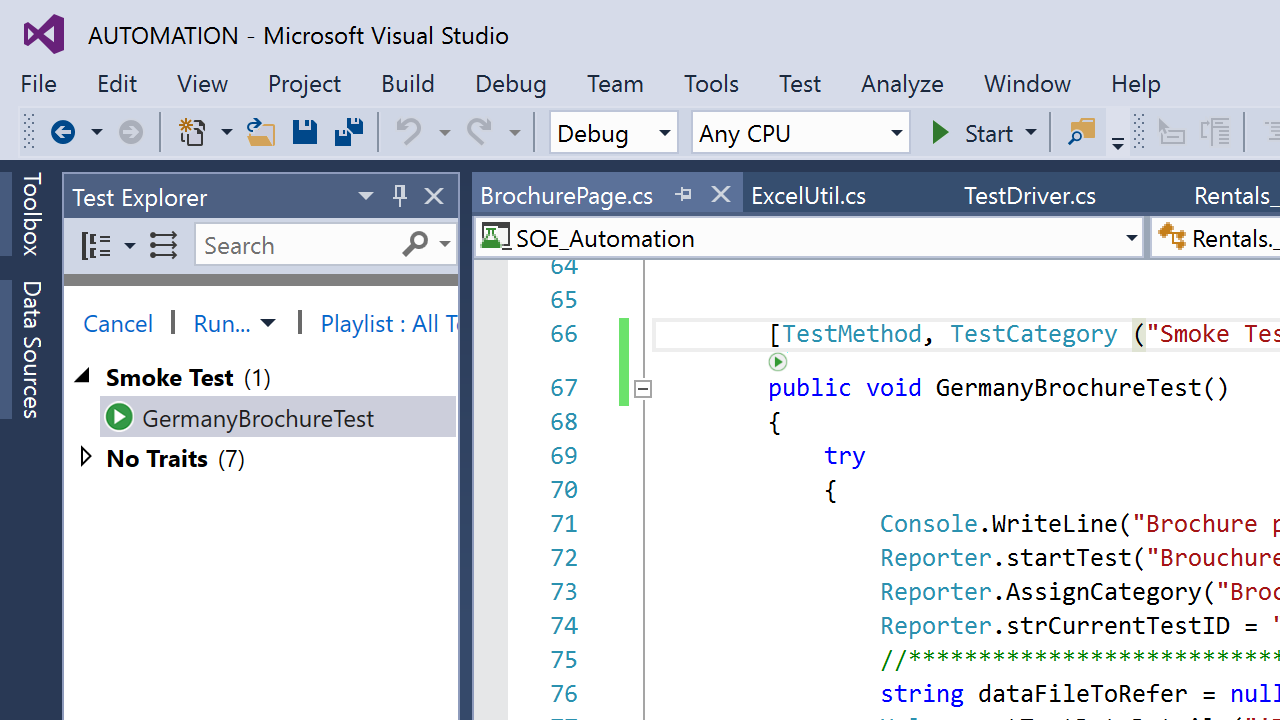 AUTOMATION - Microsoft Visual Studio
File Edit View Project Build Debug Team Tools Test Analyze Window Help
Debug Any CPU Start
Toolbox
Data Sources
Test Explorer
Search
Cancel | Run... | Playlist : All
Smoke Test (1)
GermanyBrochureTest
No Traits (7)
BrochurePage.cs ExcelUtil.cs TestDriver.cs Rentals_
SOE_Automation Rentals._
64
65
66 [TestMethod, TestCategory ("Smoke Tes
67 public void GermanyBrochureTest()
68 {
69 try
70 {
71 Console.WriteLine("Brochure p
72 Reporter.startTest("Brouchure
73 Reporter.AssignCategory("Broc
74 Reporter.strCurrentTestID = "
75 //***************************
76 string dataFileToRefer = null